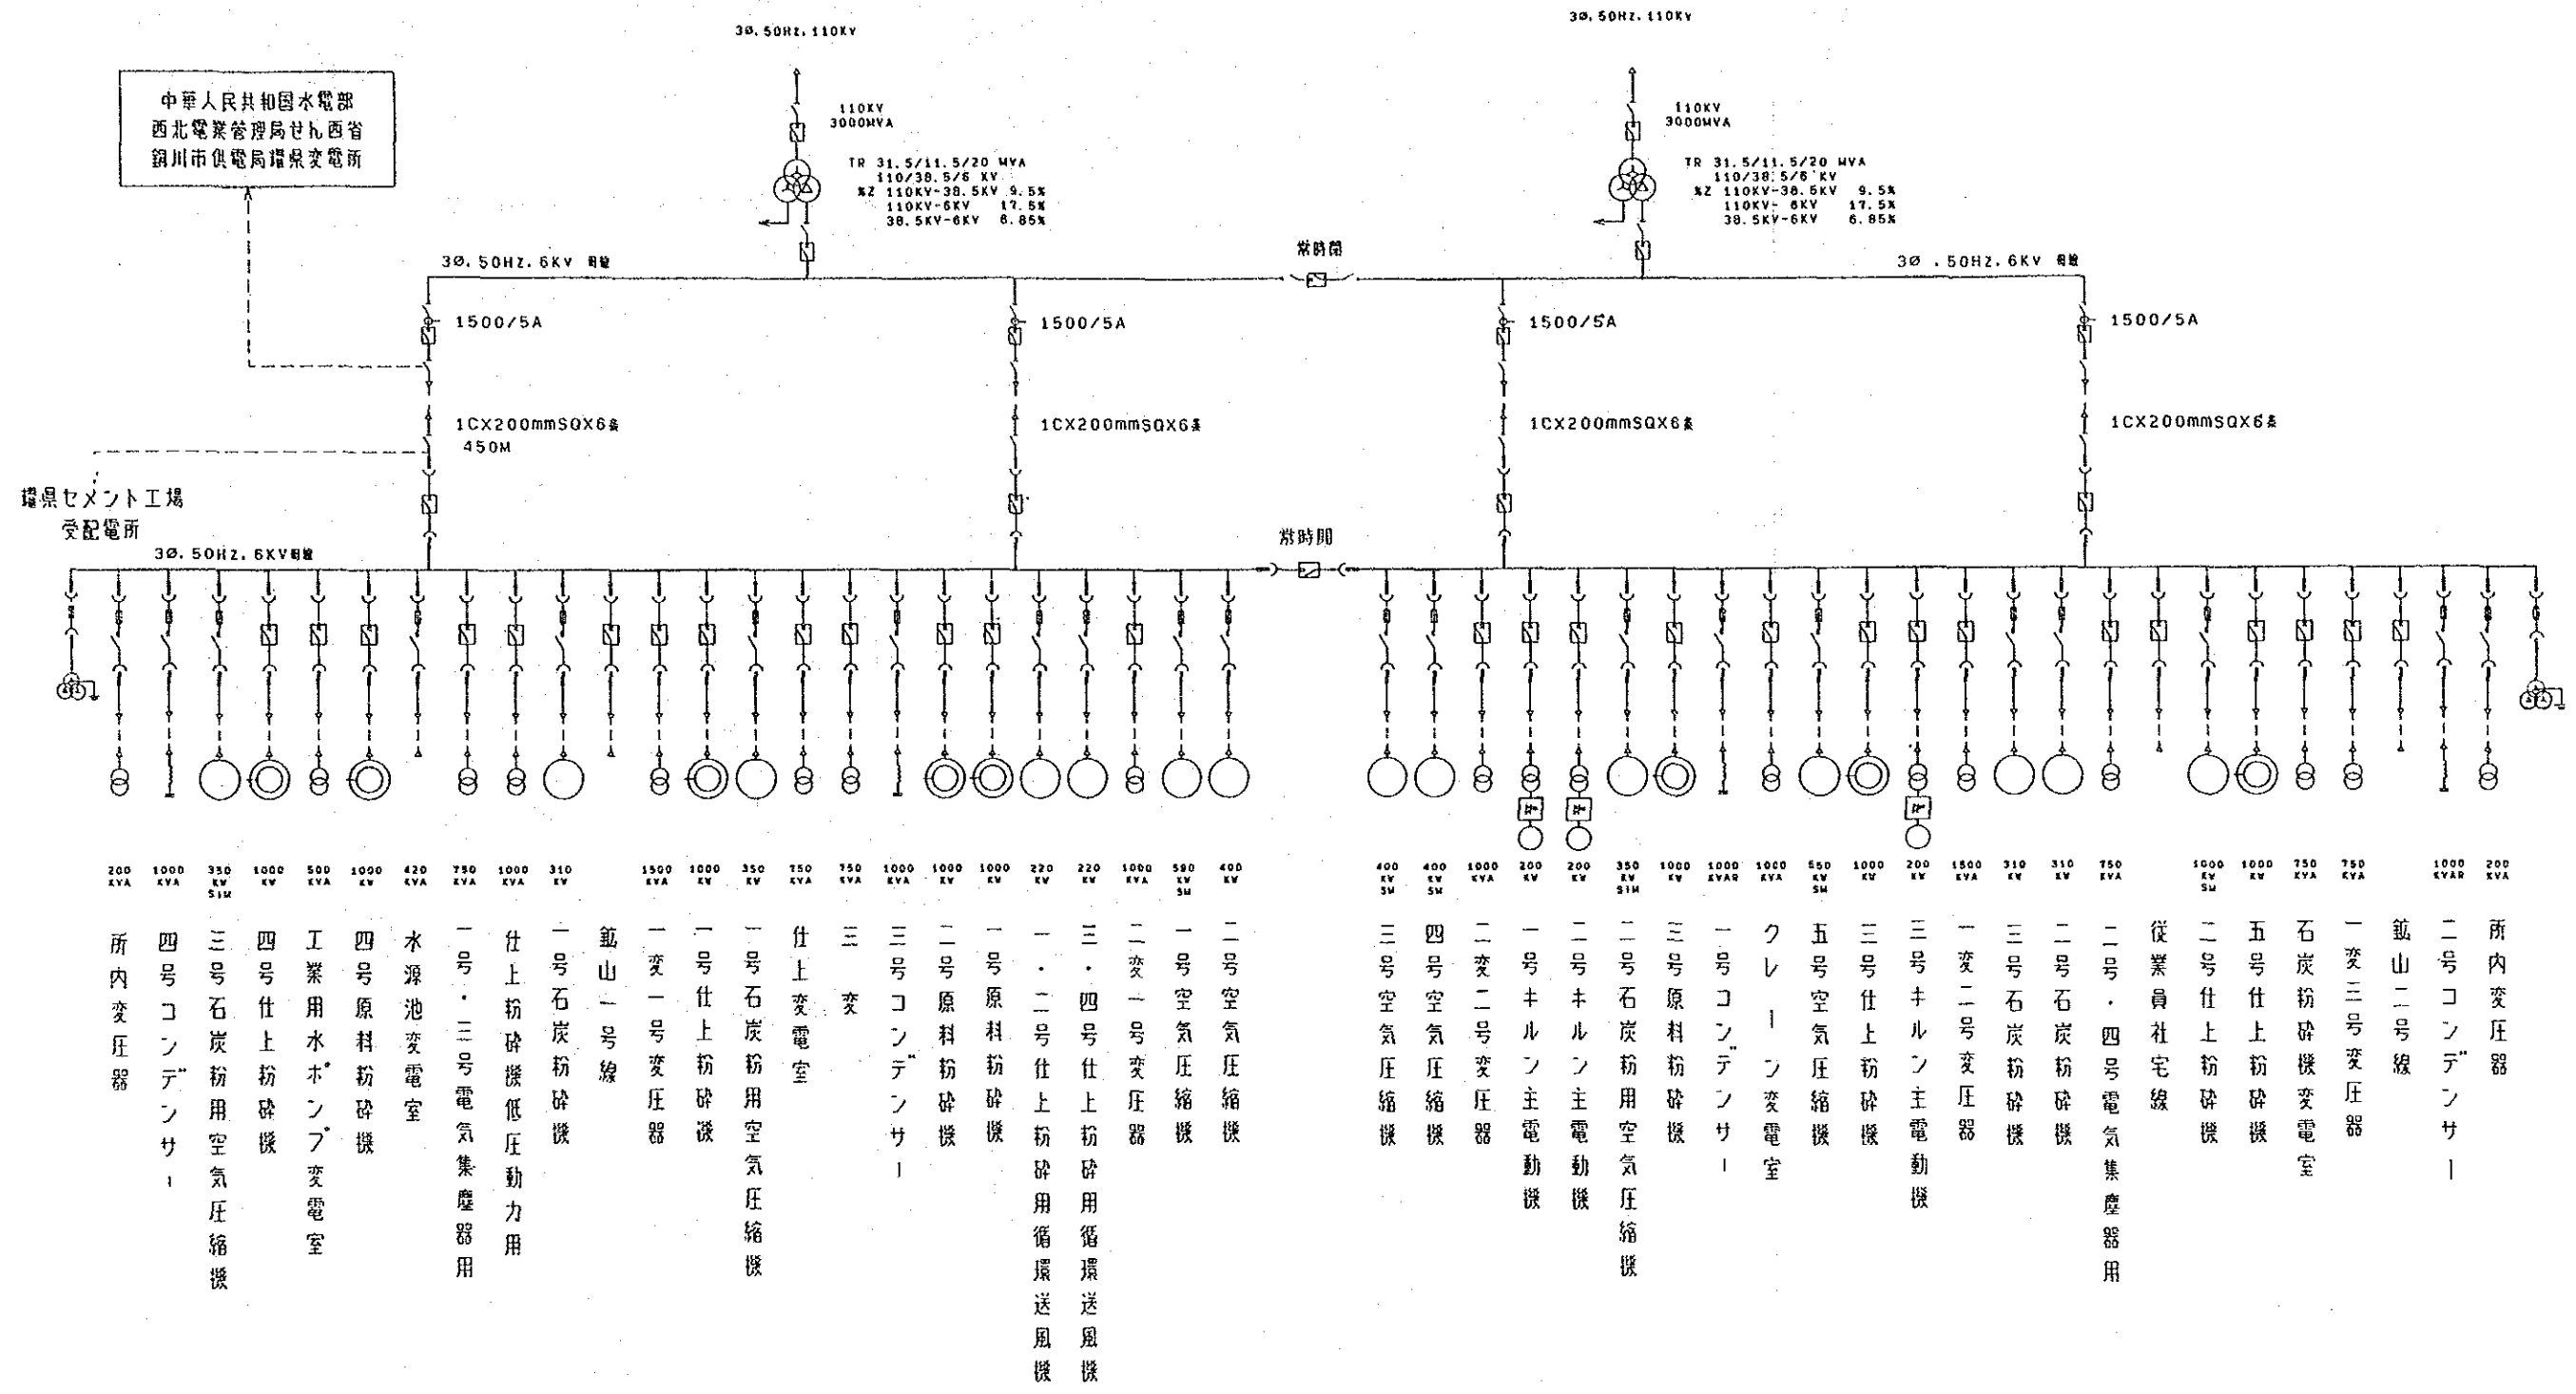 3Ø.50HZ.110KV
3Ø.50HZ.110KV
中華人民共和国水電部
西北電業管理局せん西省
銅川市供電局燿県変電所
110KV
3000MVA
TR 31.5/11.5/20 MVA
110/38.5/6 KV
%Z 110KV-38.5KV 9.5%
110KV-6KV 17.5%
38.5KV-6KV 6.85%
110KV
3000MVA
TR 31.5/11.5/20 MVA
110/38.5/6 KV
%Z 110KV-38.5KV 9.5%
110KV-6KV 17.5%
38.5KV-6KV 6.85%
3Ø.50HZ.6KV 母線
3Ø.50HZ.6KV 母線
1500/5A
1500/5A
1500/5A
1500/5A
1CX200mmSQX6条
450M
1CX200mmSQX6条
1CX200mmSQX6条
1CX200mmSQX6条
燿県セメント工場
受配電所
3Ø.50HZ.6KV母線
200 KVA 所内変圧器
1000 KVA 四号コンデンサー
350 KW SIM 三号石炭粉用空気圧縮機
1000 KW 四号仕上粉砕機
500 KVA 工業用水ポンプ変電室
1000 KW 四号原料粉砕機
420 KVA 水源池変電室
750 KVA 一号・三号電気集塵器用
1000 KVA 仕上粉砕機低圧動力用
310 KW 一号石炭粉砕機
鉱山一号線
1500 KVA 一変一号変圧器
1000 KW 一号仕上粉砕機
350 KW 一号石炭粉用空気圧縮機
750 KVA 仕上変電室
750 KVA 三変
1000 KVA 三号コンデンサー
1000 KW 二号原料粉砕機
1000 KW 一号原料粉砕機
220 KW 一・二号仕上粉砕用循環送風機
220 KW 三・四号仕上粉砕用循環送風機
1000 KVA 二変一号変圧器
KW SM 一号空気圧縮機
400 KW 二号空気圧縮機
400 KW SM 三号空気圧縮機
400 KW SM 四号空気圧縮機
1000 KVA 二変二号変圧器
200 KW 一号キルン主電動機
200 KW 二号キルン主電動機
350 KW SIM 二号石炭粉用空気圧縮機
1000 KW 三号原料粉砕機
1000 KVAR 一号コンデンサー
1000 KVA クレーン変電室
550 KW SM 五号空気圧縮機
1000 KW 三号仕上粉砕機
200 KW 三号キルン主電動機
1500 KVA 一変二号変圧器
310 KW 三号石炭粉砕機
310 KW 二号石炭粉砕機
750 KVA 二号・四号電気集塵器用
従業員社宅線
1000 KW SM 二号仕上粉砕機
1000 KW 五号仕上粉砕機
750 KVA 石炭粉砕機変電室
750 KVA 一変三号変圧器
鉱山二号線
1000 KVAR 二号コンデンサー
200 KVA 所内変圧器